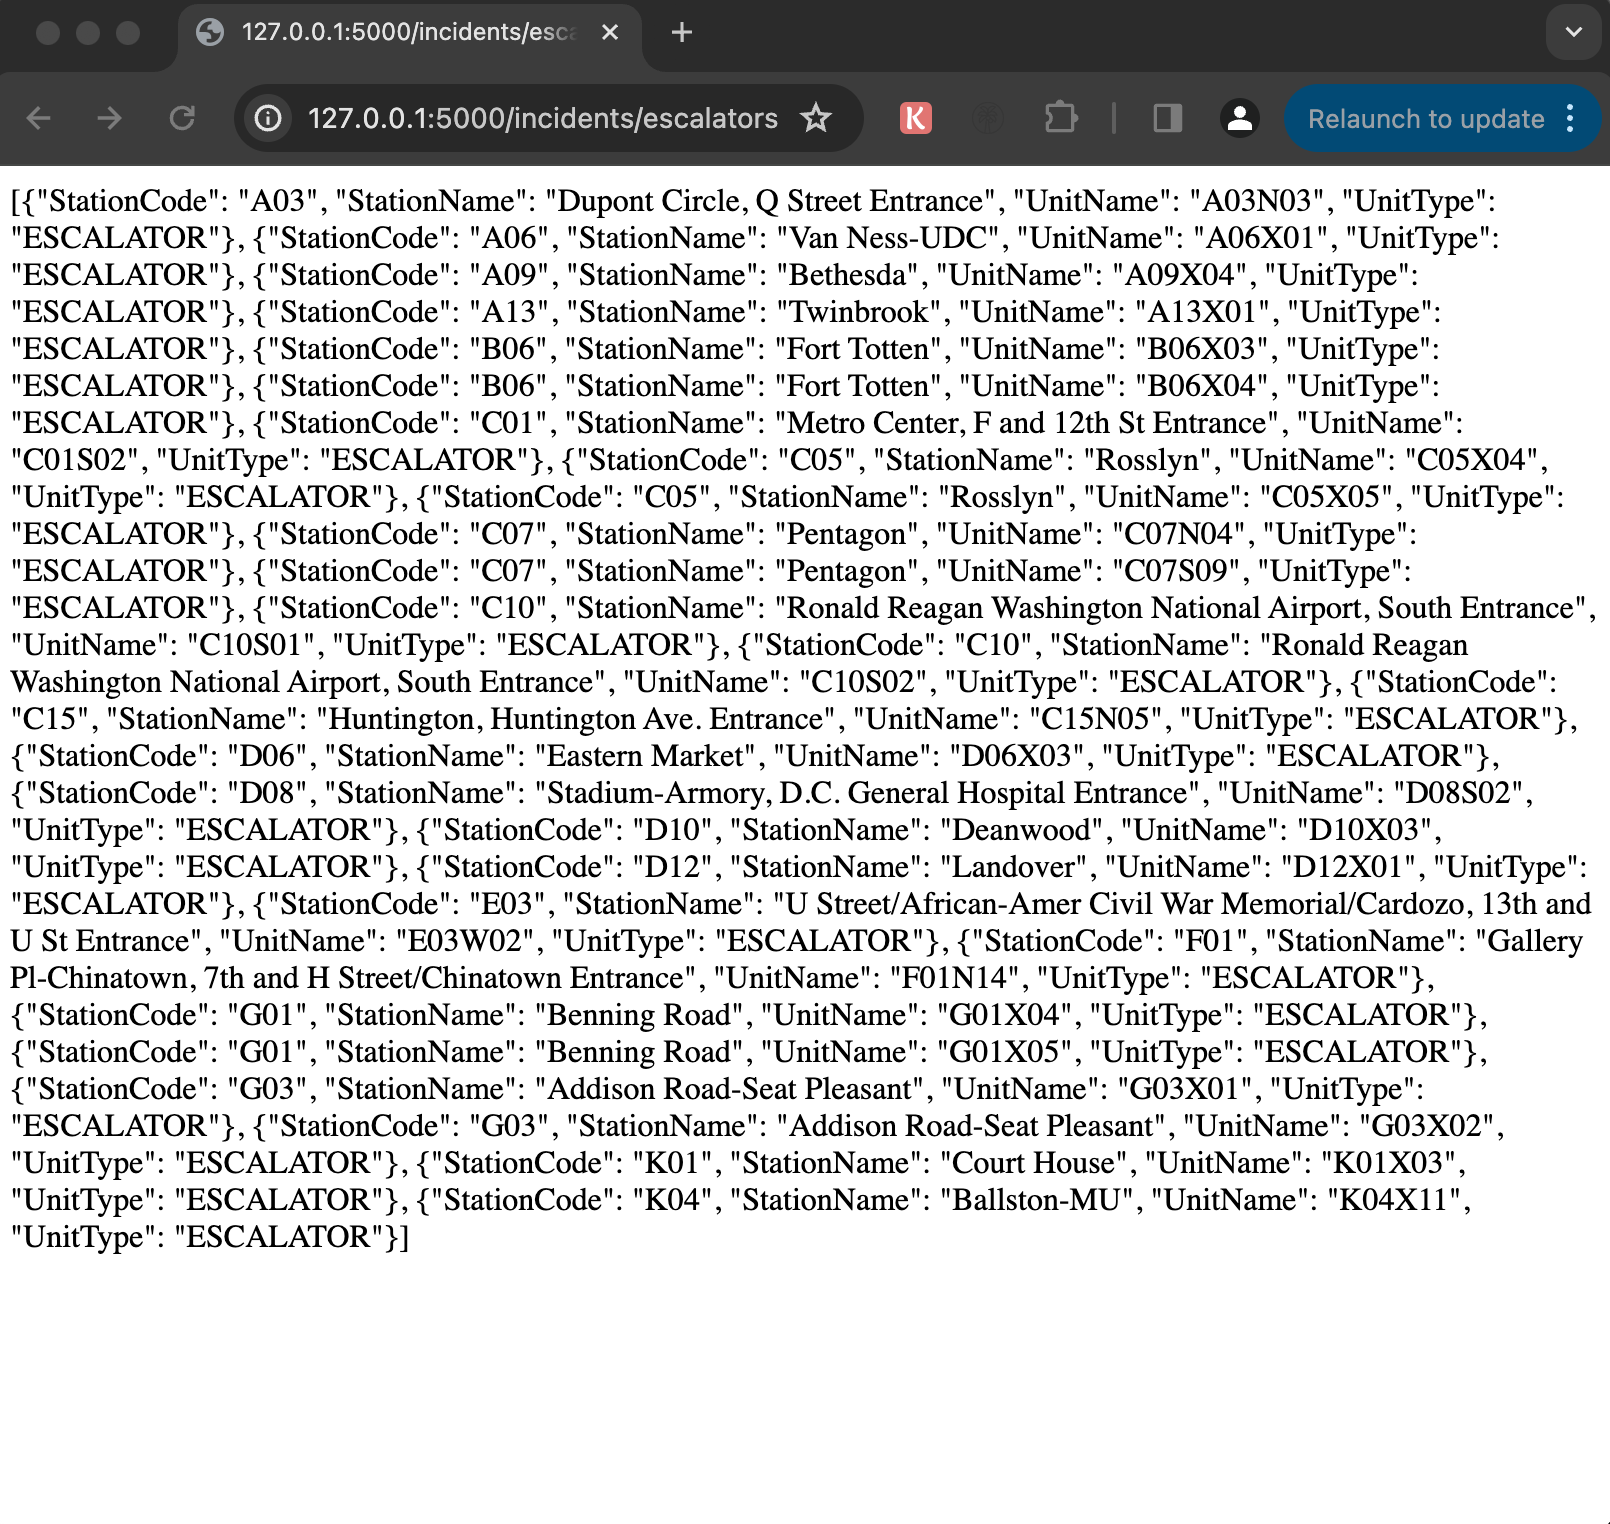 127.0.0.1:5000/incidents/esca
127.0.0.1:5000/incidents/escalators
K
Relaunch to update
[{"StationCode": "A03", "StationName": "Dupont Circle, Q Street Entrance", "UnitName": "A03N03", "UnitType":
"ESCALATOR"}, {"StationCode": "A06", "StationName": "Van Ness-UDC", "UnitName": "A06X01", "UnitType":
"ESCALATOR"}, {"StationCode": "A09", "StationName": "Bethesda", "UnitName": "A09X04", "UnitType":
"ESCALATOR"}, {"StationCode": "A13", "StationName": "Twinbrook", "UnitName": "A13X01", "UnitType":
"ESCALATOR"}, {"StationCode": "B06", "StationName": "Fort Totten", "UnitName": "B06X03", "UnitType":
"ESCALATOR"}, {"StationCode": "B06", "StationName": "Fort Totten", "UnitName": "B06X04", "UnitType":
"ESCALATOR"}, {"StationCode": "C01", "StationName": "Metro Center, F and 12th St Entrance", "UnitName":
"C01S02", "UnitType": "ESCALATOR"}, {"StationCode": "C05", "StationName": "Rosslyn", "UnitName": "C05X04",
"UnitType": "ESCALATOR"}, {"StationCode": "C05", "StationName": "Rosslyn", "UnitName": "C05X05", "UnitType":
"ESCALATOR"}, {"StationCode": "C07", "StationName": "Pentagon", "UnitName": "C07N04", "UnitType":
"ESCALATOR"}, {"StationCode": "C07", "StationName": "Pentagon", "UnitName": "C07S09", "UnitType":
"ESCALATOR"}, {"StationCode": "C10", "StationName": "Ronald Reagan Washington National Airport, South Entrance",
"UnitName": "C10S01", "UnitType": "ESCALATOR"}, {"StationCode": "C10", "StationName": "Ronald Reagan
Washington National Airport, South Entrance", "UnitName": "C10S02", "UnitType": "ESCALATOR"}, {"StationCode":
"C15", "StationName": "Huntington, Huntington Ave. Entrance", "UnitName": "C15N05", "UnitType": "ESCALATOR"},
{"StationCode": "D06", "StationName": "Eastern Market", "UnitName": "D06X03", "UnitType": "ESCALATOR"},
{"StationCode": "D08", "StationName": "Stadium-Armory, D.C. General Hospital Entrance", "UnitName": "D08S02",
"UnitType": "ESCALATOR"}, {"StationCode": "D10", "StationName": "Deanwood", "UnitName": "D10X03",
"UnitType": "ESCALATOR"}, {"StationCode": "D12", "StationName": "Landover", "UnitName": "D12X01", "UnitType":
"ESCALATOR"}, {"StationCode": "E03", "StationName": "U Street/African-Amer Civil War Memorial/Cardozo, 13th and
U St Entrance", "UnitName": "E03W02", "UnitType": "ESCALATOR"}, {"StationCode": "F01", "StationName": "Gallery
Pl-Chinatown, 7th and H Street/Chinatown Entrance", "UnitName": "F01N14", "UnitType": "ESCALATOR"},
{"StationCode": "G01", "StationName": "Benning Road", "UnitName": "G01X04", "UnitType": "ESCALATOR"},
{"StationCode": "G01", "StationName": "Benning Road", "UnitName": "G01X05", "UnitType": "ESCALATOR"},
{"StationCode": "G03", "StationName": "Addison Road-Seat Pleasant", "UnitName": "G03X01", "UnitType":
"ESCALATOR"}, {"StationCode": "G03", "StationName": "Addison Road-Seat Pleasant", "UnitName": "G03X02",
"UnitType": "ESCALATOR"}, {"StationCode": "K01", "StationName": "Court House", "UnitName": "K01X03",
"UnitType": "ESCALATOR"}, {"StationCode": "K04", "StationName": "Ballston-MU", "UnitName": "K04X11",
"UnitType": "ESCALATOR"}]